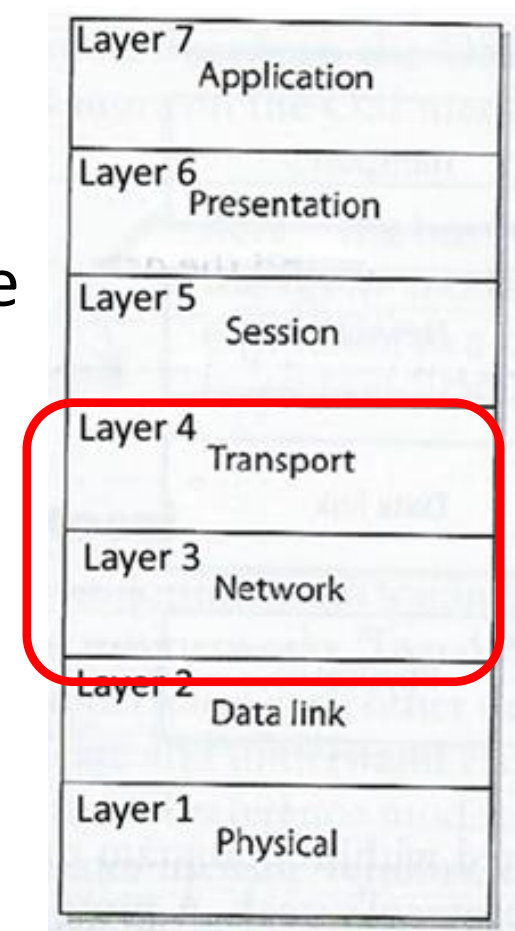 Layer 7
Application
Layer 6
Presentation
e
Layer 5
Session
Layer 4
Transport
Layer 3
Network
Layer 2
Data link
Layer 1
Physical